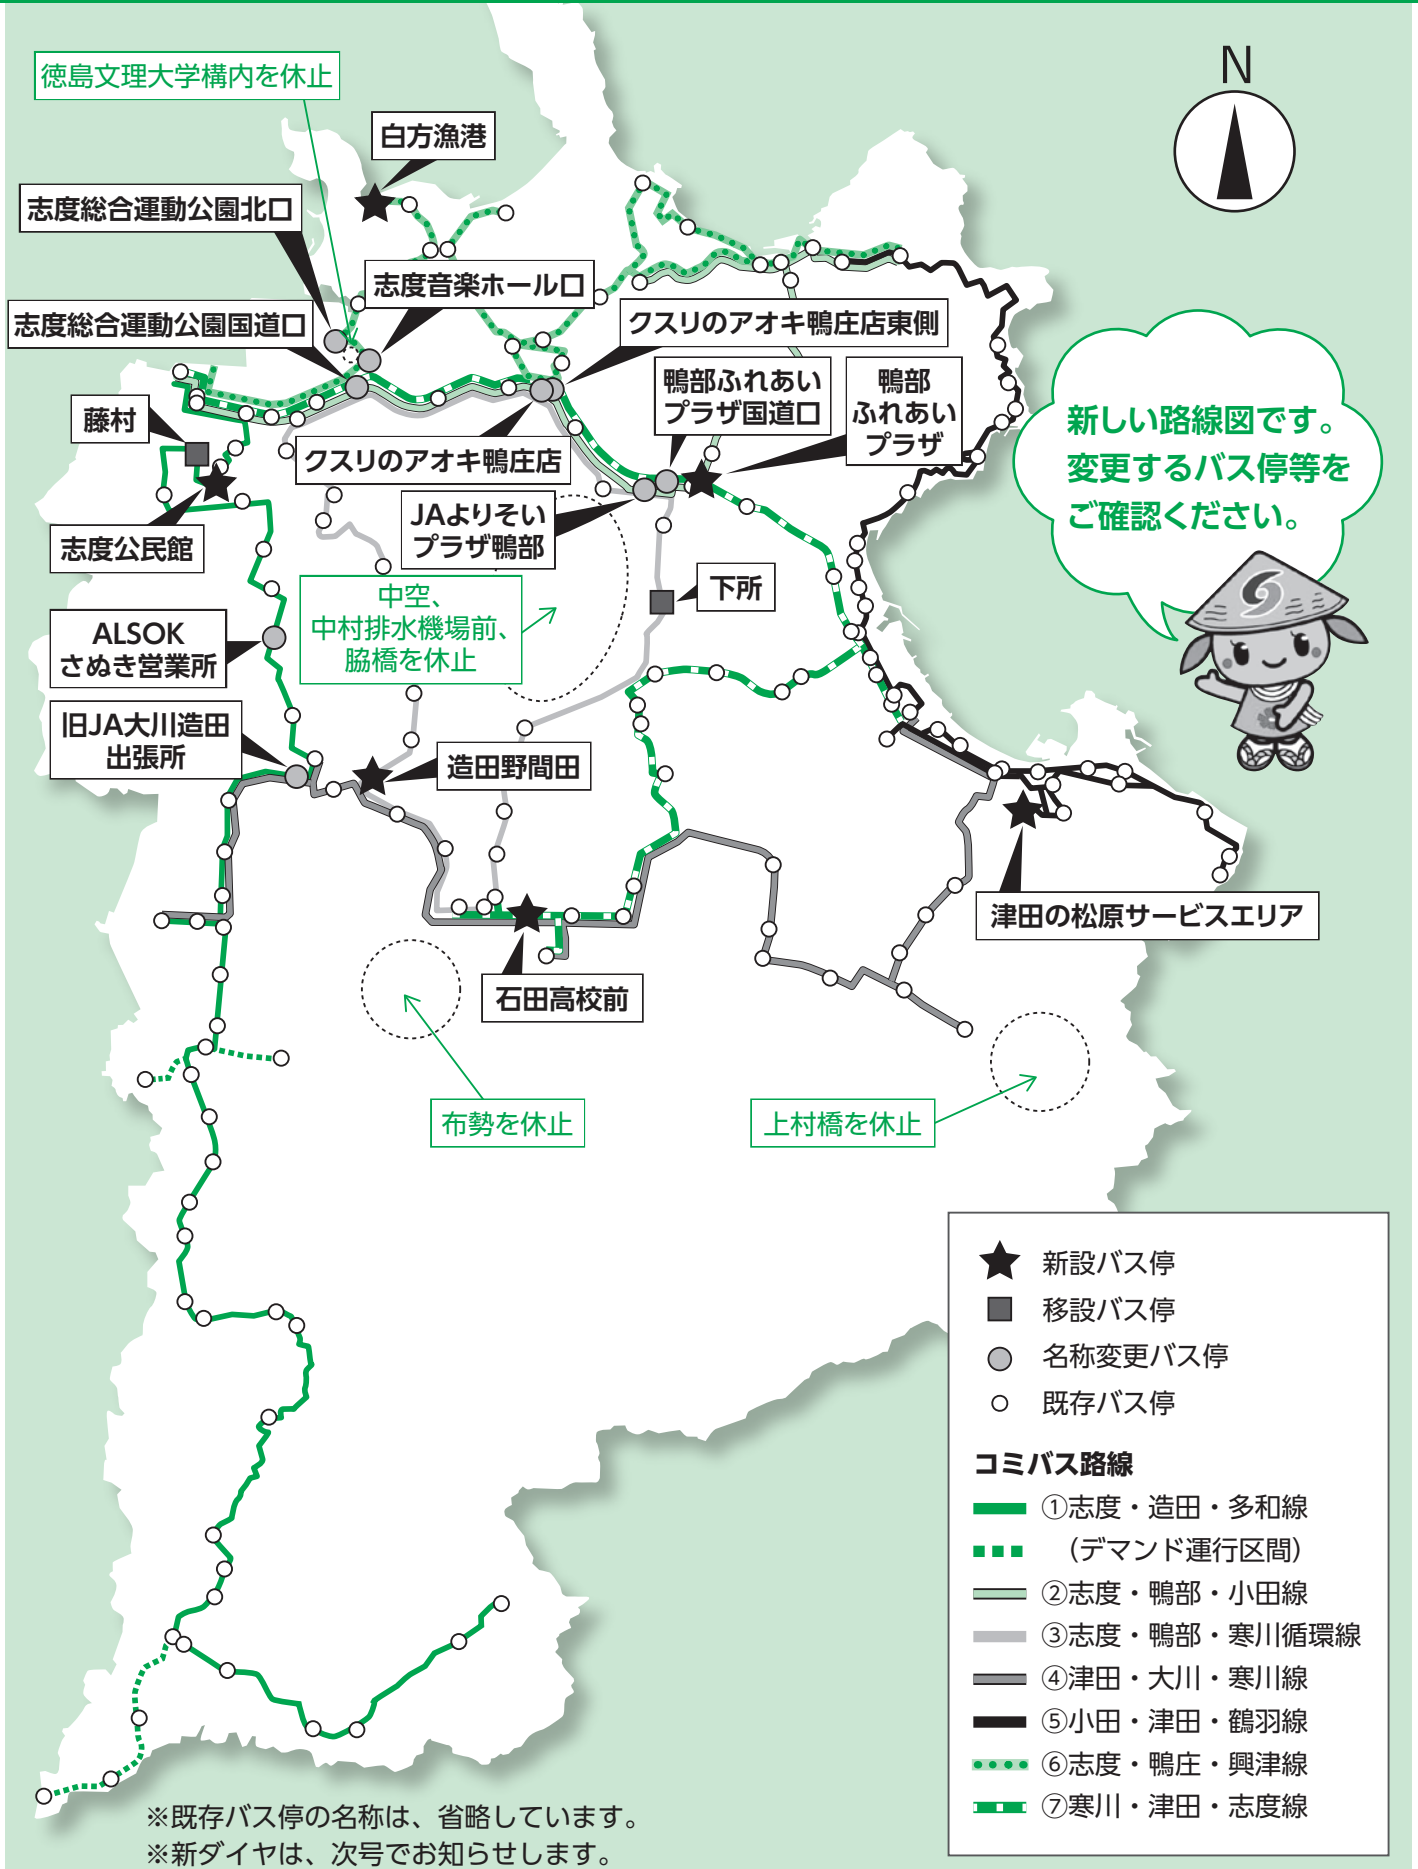 徳島文理大学構内を休止
N
白方漁港
志度総合運動公園北口
志度音楽ホール口
志度総合運動公園国道口
クスリのアオキ鴨庄店東側
鴨部ふれあい
プラザ国道口
鴨部
ふれあい
プラザ
藤村
クスリのアオキ鴨庄店
JAよりそい
プラザ鴨部
志度公民館
新しい路線図です。
変更するバス停等を
ご確認ください。
中空、
中村排水機場前、
脇橋を休止
下所
ALSOK
さぬき営業所
旧JA大川造田
出張所
造田野間田
津田の松原サービスエリア
石田高校前
布勢を休止
上村橋を休止
新設バス停
移設バス停
名称変更バス停
既存バス停
コミバス路線
①志度・造田・多和線
（デマンド運行区間）
②志度・鴨部・小田線
③志度・鴨部・寒川循環線
④津田・大川・寒川線
⑤小田・津田・鶴羽線
⑥志度・鴨庄・興津線
⑦寒川・津田・志度線
※既存バス停の名称は、省略しています。
※新ダイヤは、次号でお知らせします。